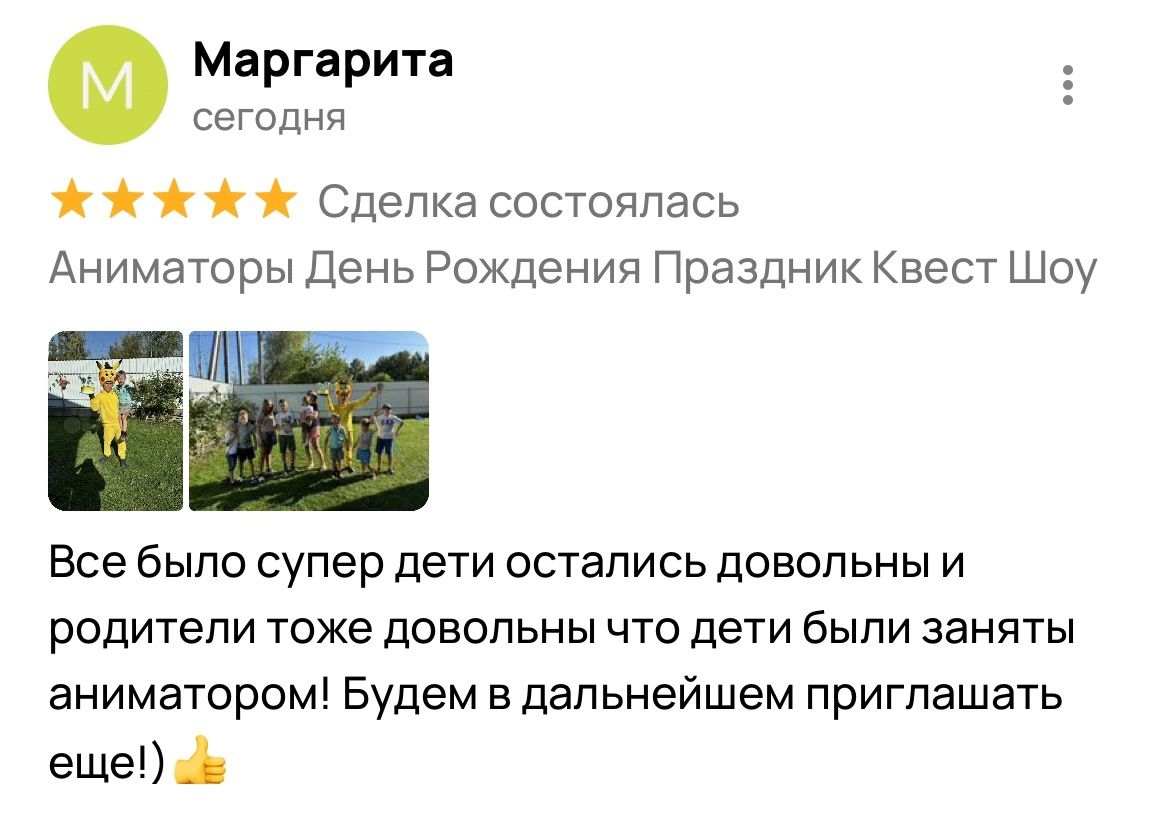 М
Маргарита
сегодня
Сделка состоялась
Аниматоры День Рождения Праздник Квест Шоу
Все было супер дети остались довольны и
родители тоже довольны что дети были заняты
аниматором! Будем в дальнейшем приглашать
еще!)👍